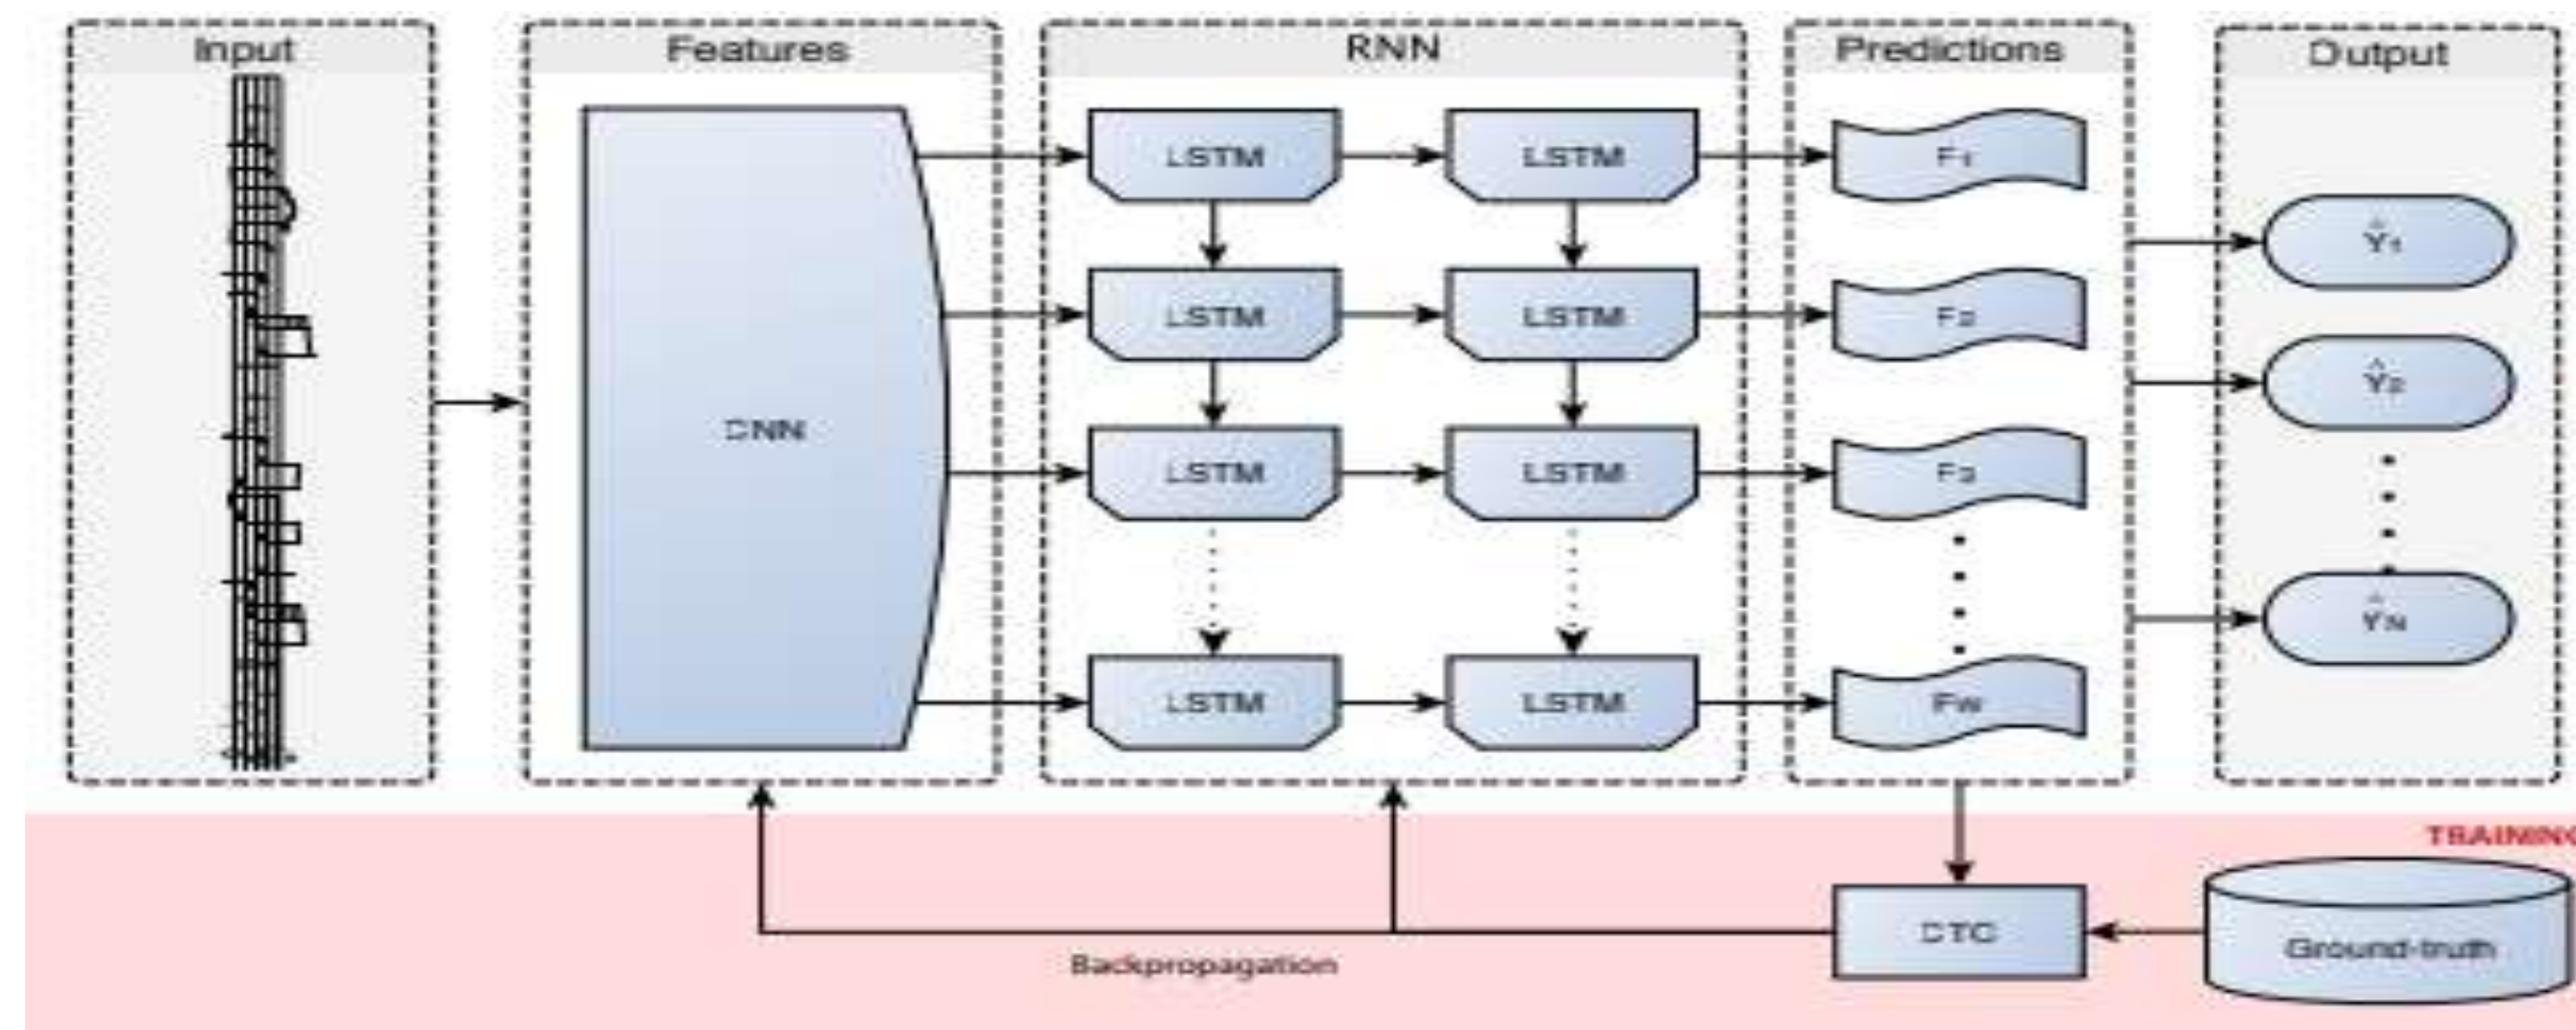 Input
Features
RNN
Predictions
Output
CNN
LSTM LSTM F1
LSTM LSTM F2
LSTM LSTM F3
LSTM LSTM FW
Ŷ1
Ŷ2
ŶN
TRAINING
CTC
Ground-truth
Backpropagation